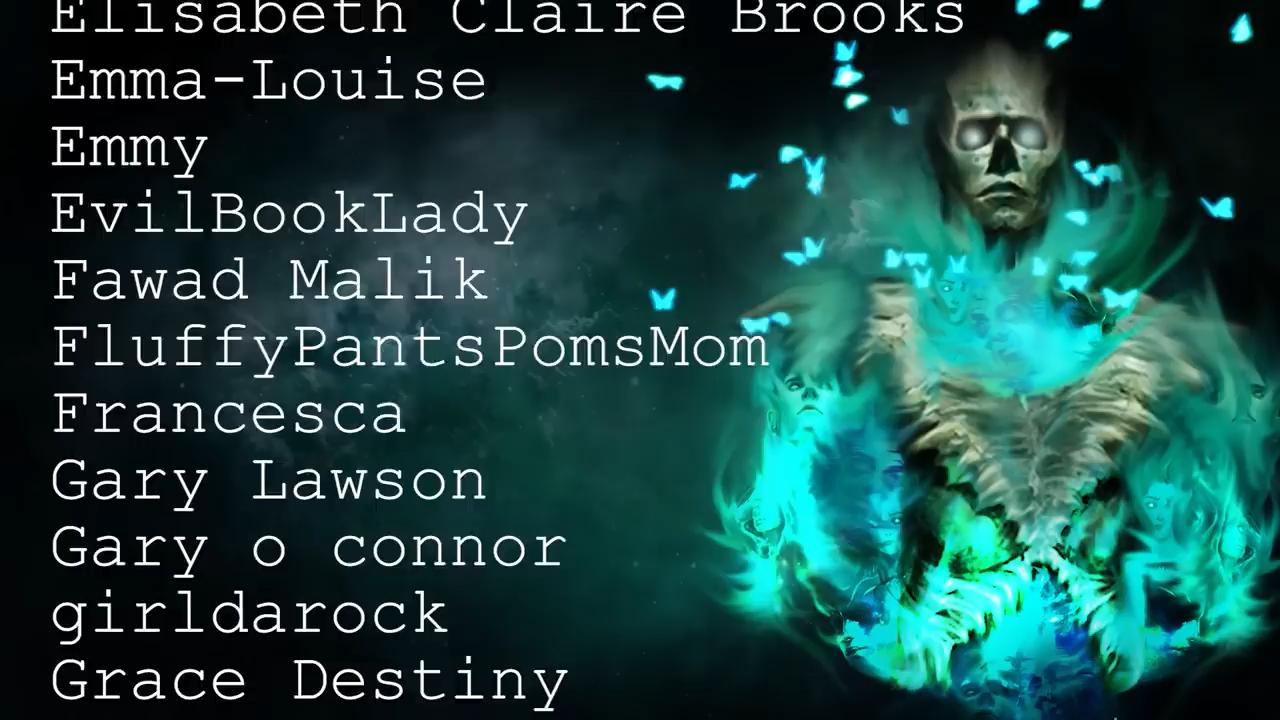 Elisabeth Claire Brooks
Emma-Louise
Emmy
EvilBookLady
Fawad Malik
FluffyPantsPomsMom
Francesca
Gary Lawson
Gary o connor
girldarock
Grace Destiny